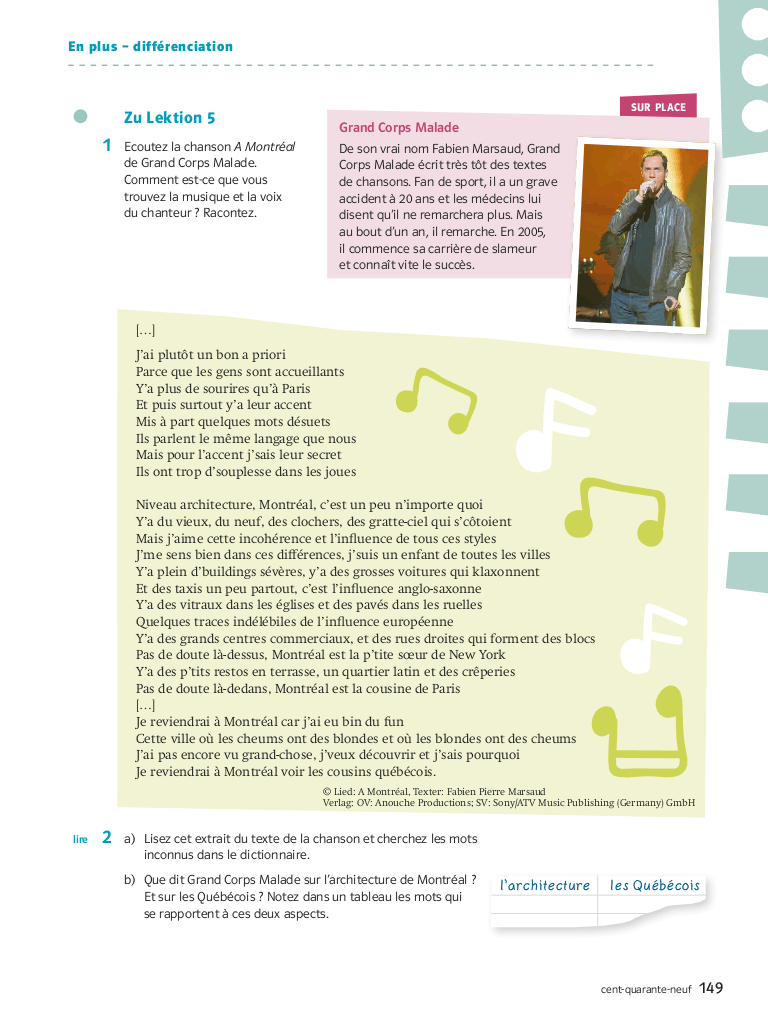 En plus – différenciation
Zu Lektion 5
1 Ecoutez la chanson A Montréal
de Grand Corps Malade.
Comment est-ce que vous
trouvez la musique et la voix
du chanteur ? Racontez.
SUR PLACE
Grand Corps Malade
De son vrai nom Fabien Marsaud, Grand
Corps Malade écrit très tôt des textes
de chansons. Fan de sport, il a un grave
accident à 20 ans et les médecins lui
disent qu'il ne remarchera plus. Mais
au bout d'un an, il remarche. En 2005,
il commence sa carrière de slameur
et connaît vite le succès.
[…]
J'ai plutôt un bon a priori
Parce que les gens sont accueillants
Y'a plus de sourires qu'à Paris
Et puis surtout y'a leur accent
Mis à part quelques mots désuets
Ils parlent le même langage que nous
Mais pour l'accent j'sais leur secret
Ils ont trop d'souplesse dans les joues
Niveau architecture, Montréal, c'est un peu n'importe quoi
Y'a du vieux, du neuf, des clochers, des gratte-ciel qui s'côtoient
Mais j'aime cette incohérence et l'influence de tous ces styles
J'me sens bien dans ces différences, j'suis un enfant de toutes les villes
Y'a plein d'buildings sévères, y'a des grosses voitures qui klaxonnent
Et des taxis un peu partout, c'est l'influence anglo-saxonne
Y'a des vitraux dans les églises et des pavés dans les ruelles
Quelques traces indélébiles de l'influence européenne
Y'a des grands centres commerciaux, et des rues droites qui forment des blocs
Pas de doute là-dessus, Montréal est la p'tite sœur de New York
Y'a des p'tits restos en terrasse, un quartier latin et des crêperies
Pas de doute là-dedans, Montréal est la cousine de Paris
[…]
Je reviendrai à Montréal car j'ai eu bin du fun
Cette ville où les cheums ont des blondes et où les blondes ont des cheums
J'ai pas encore vu grand-chose, j'veux découvrir et j'sais pourquoi
Je reviendrai à Montréal voir les cousins québécois.
© Lied: A Montréal, Texter: Fabien Pierre Marsaud
Verlag: OV: Anouche Productions; SV: Sony/ATV Music Publishing (Germany) GmbH
lire 2 a) Lisez cet extrait du texte de la chanson et cherchez les mots
inconnus dans le dictionnaire.
b) Que dit Grand Corps Malade sur l'architecture de Montréal ?
Et sur les Québécois ? Notez dans un tableau les mots qui
se rapportent à ces deux aspects.
l'architecture les Québécois
cent-quarante-neuf 149